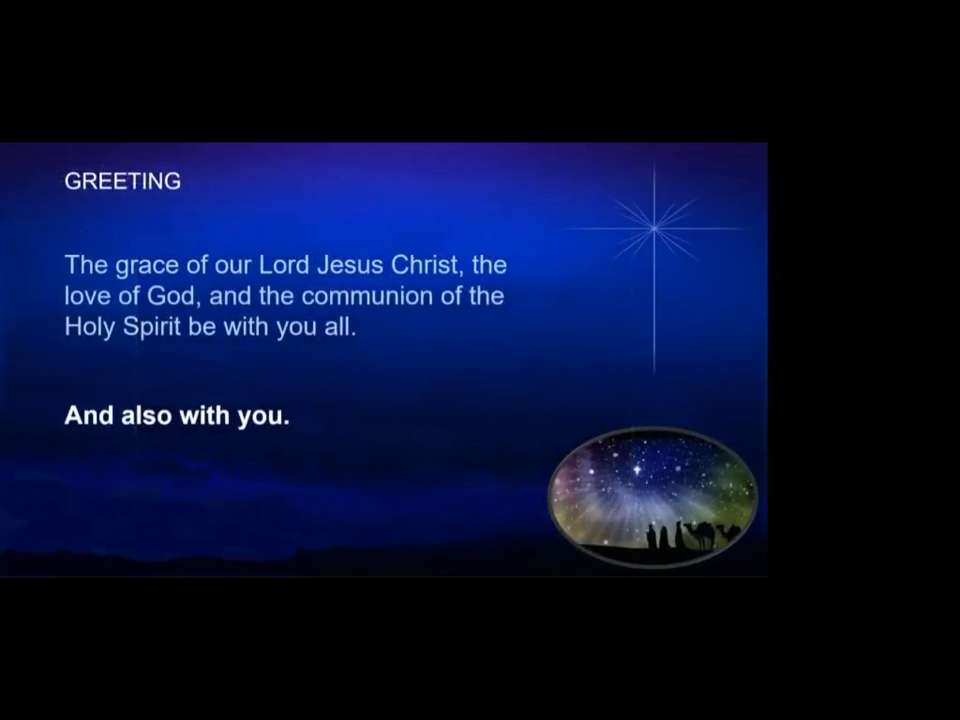 GREETING
The grace of our Lord Jesus Christ, the
love of God, and the communion of the
Holy Spirit be with you all.
And also with you.